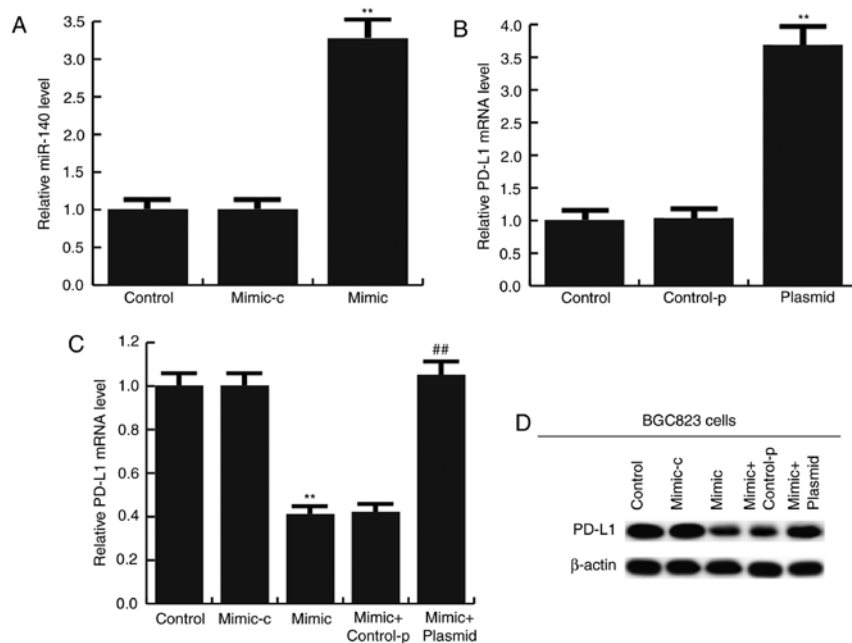 A
Relative miR-140 level
3.5
3.0
2.5
2.0
1.5
1.0
0.5
0.0
**
Control
Mimic-c
Mimic
B
Relative PD-L1 mRNA level
4.0
3.5
3.0
2.5
2.0
1.5
1.0
0.5
0.0
**
Control
Control-p
Plasmid
C
Relative PD-L1 mRNA level
1.2
1.0
0.8
0.6
0.4
0.2
0.0
**
##
Control
Mimic-c
Mimic
Mimic+
Control-p
Mimic+
Plasmid
D
BGC823 cells
Control
Mimic-c
Mimic
Mimic+
Control-p
Mimic+
Plasmid
PD-L1
β-actin